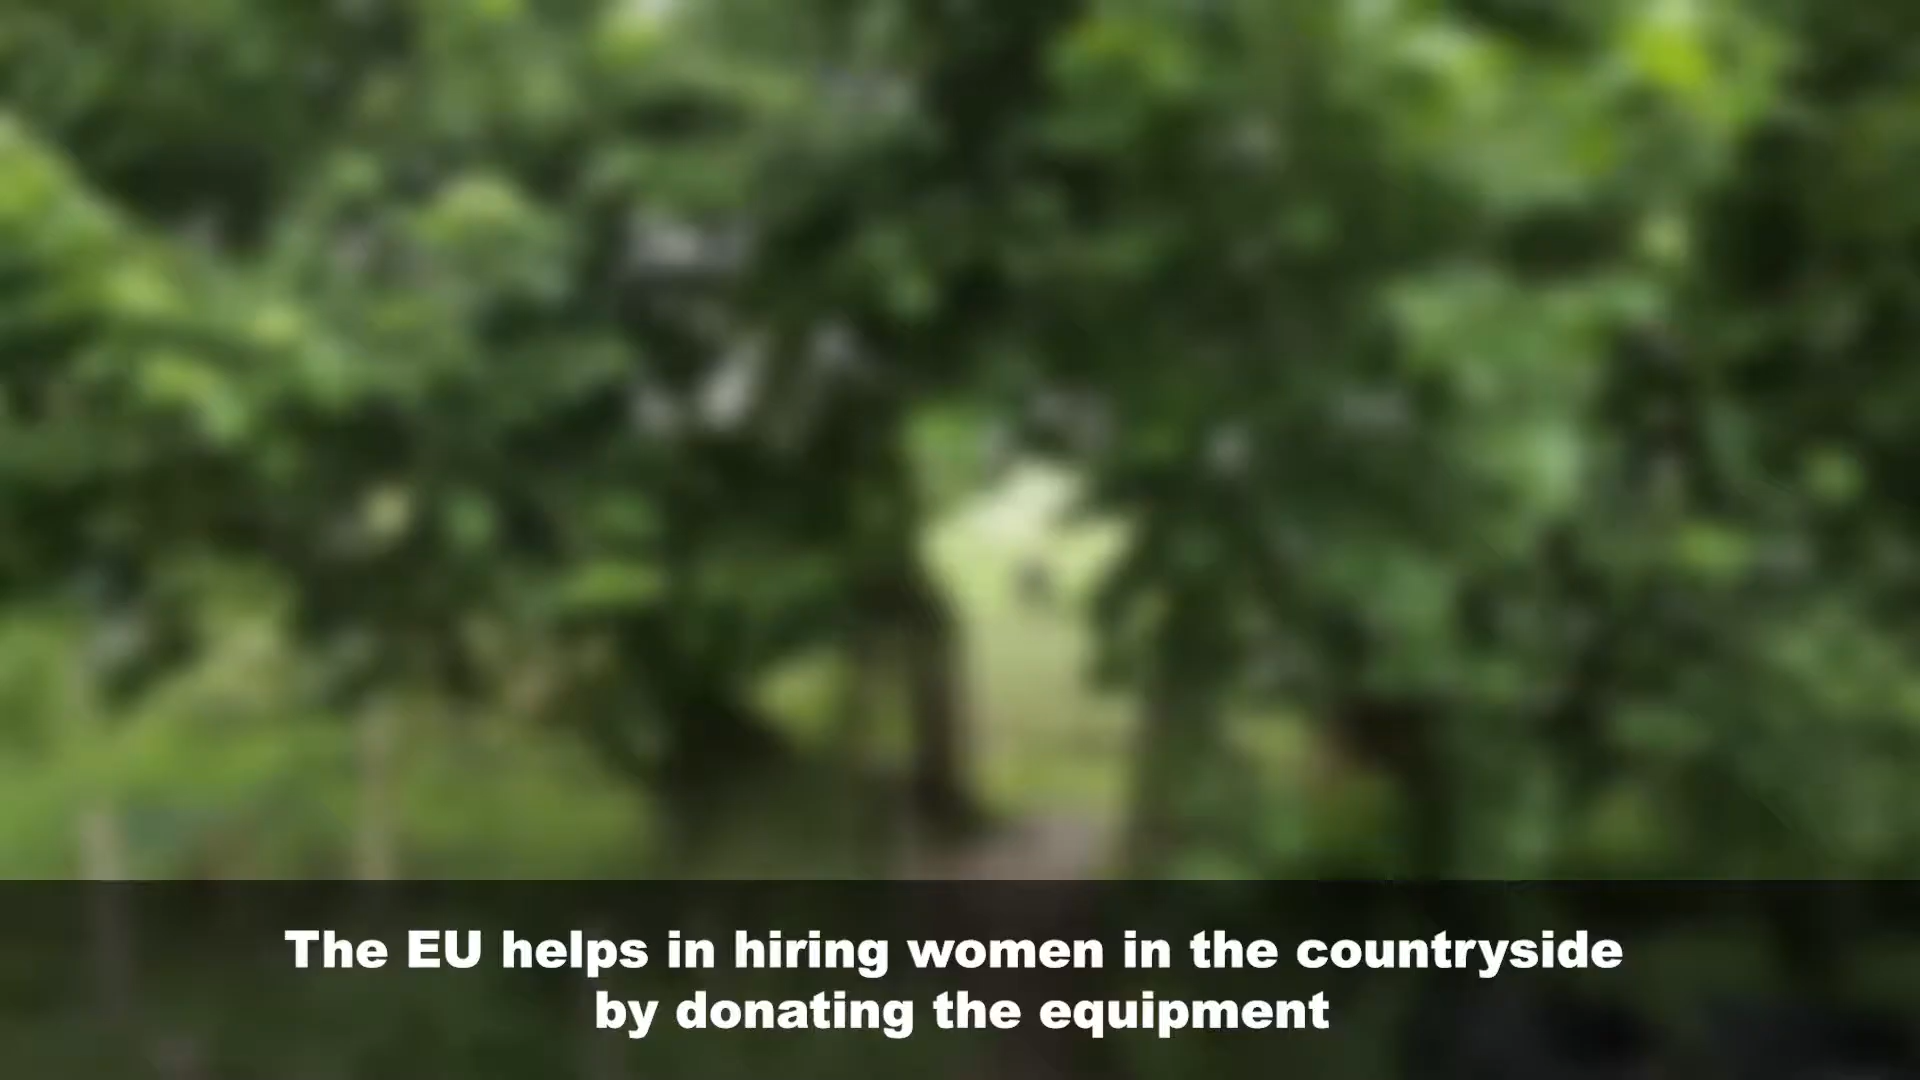 The EU helps in hiring women in the countryside
by donating the equipment